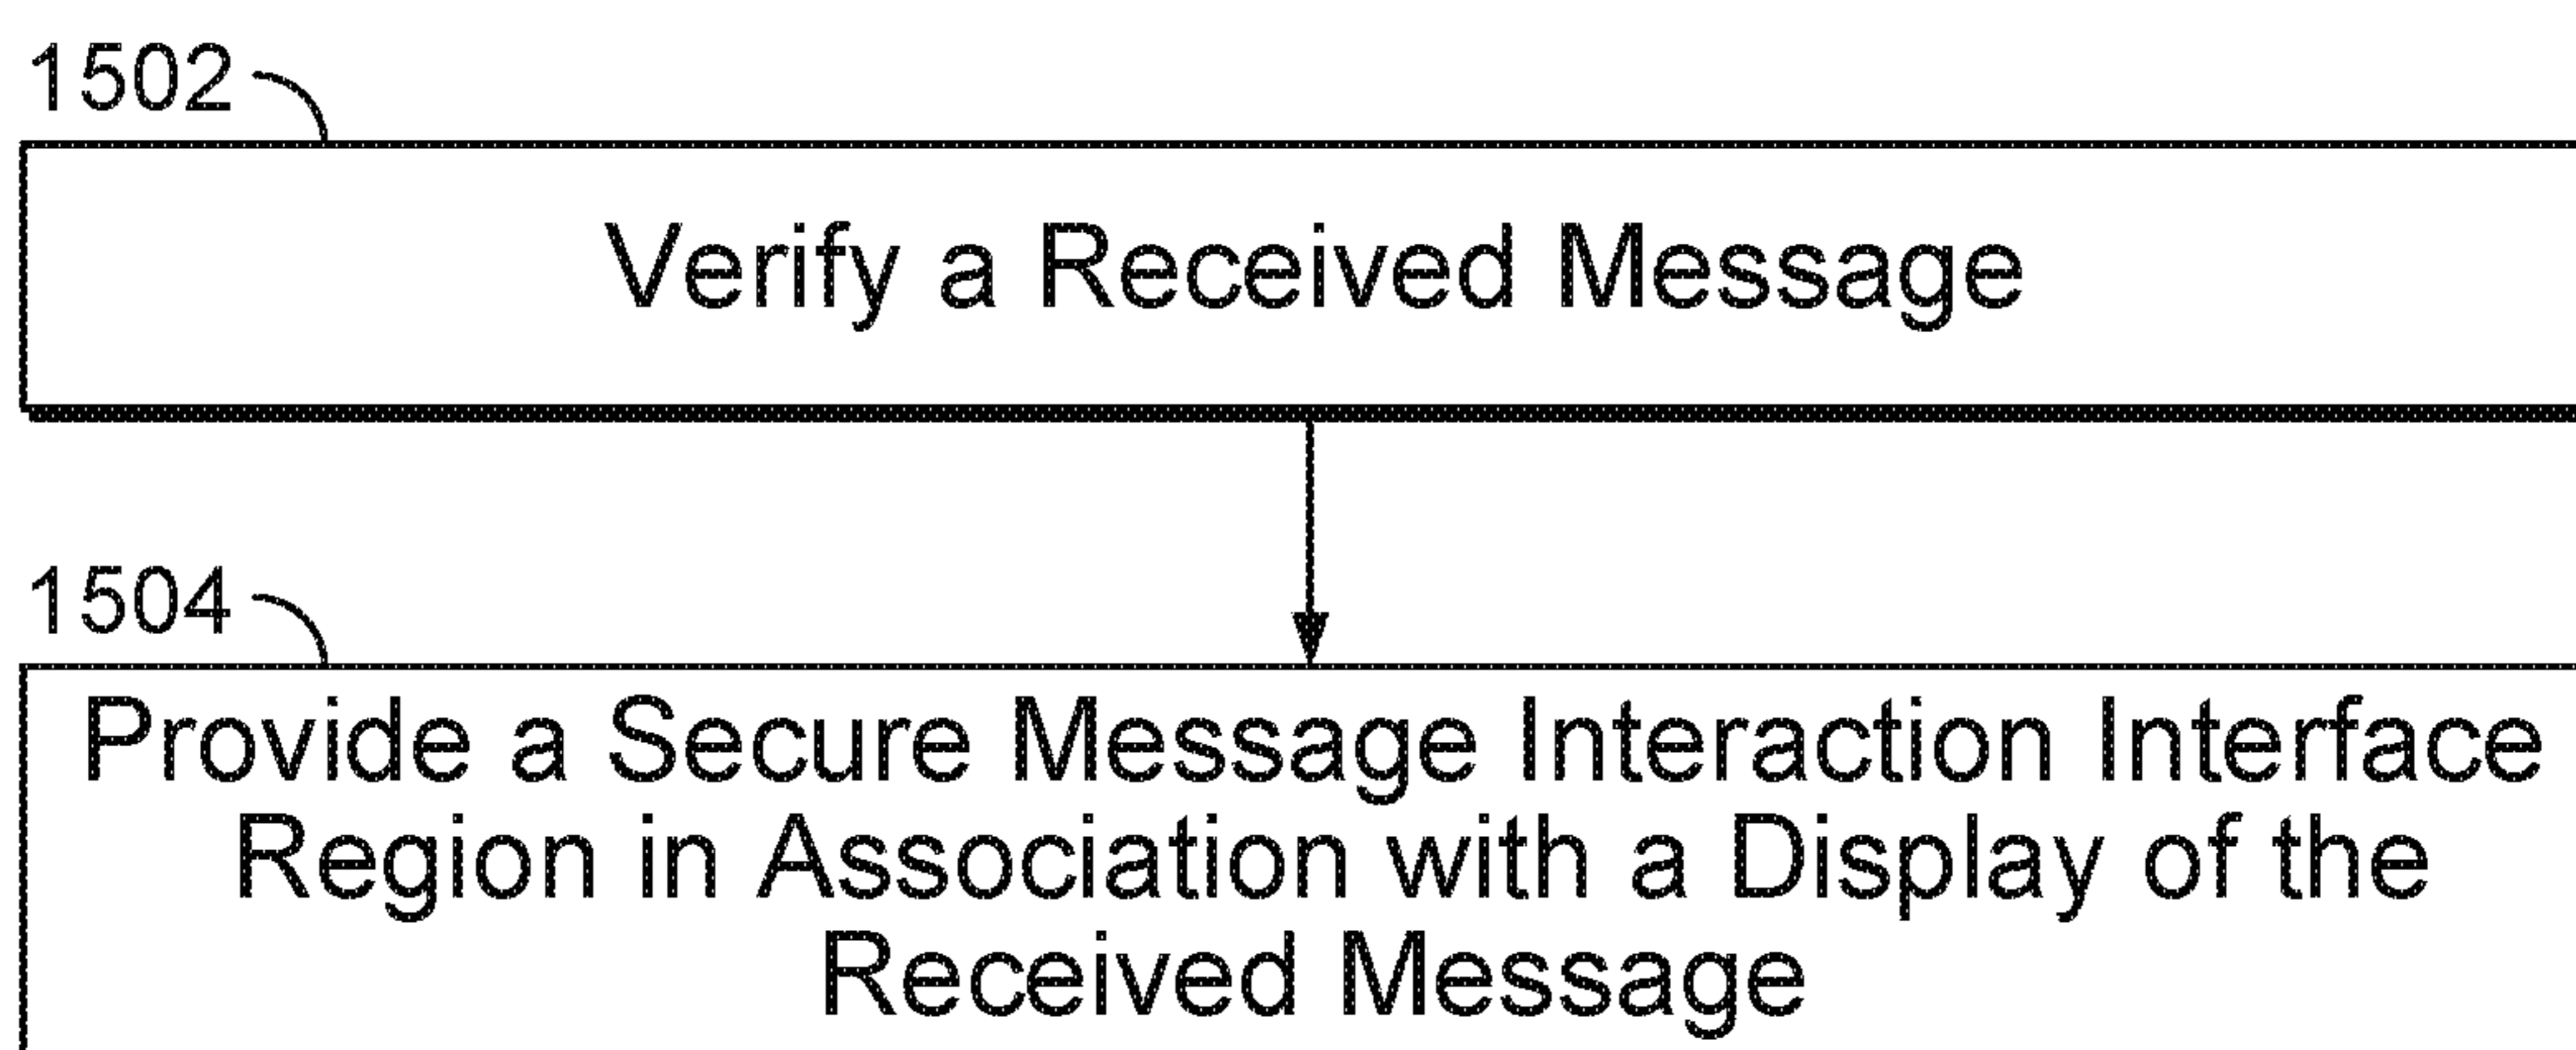 1502
Verify a Received Message
1504
Provide a Secure Message Interaction Interface
Region in Association with a Display of the
Received Message